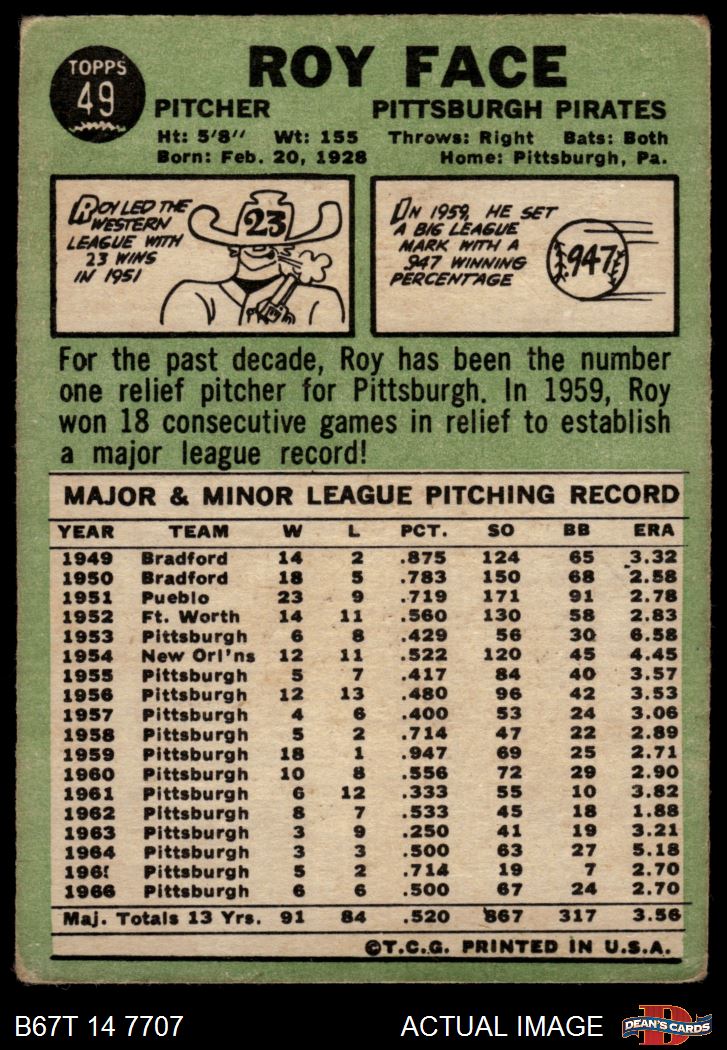 TOPPS
49
ROY FACE
PITCHER PITTSBURGH PIRATES
Ht: 5'8" Wt: 155 Throws: Right Bats: Both
Born: Feb. 20, 1928 Home: Pittsburgh, Pa.
ROY LED THE
WESTERN
LEAGUE WITH
23 WINS
IN 1951
23
IN 1959, HE SET
A BIG LEAGUE
MARK WITH A
.947 WINNING
PERCENTAGE
.947
For the past decade, Roy has been the number
one relief pitcher for Pittsburgh. In 1959, Roy
won 18 consecutive games in relief to establish
a major league record!
MAJOR & MINOR LEAGUE PITCHING RECORD
YEAR TEAM W L PCT. SO BB ERA
1949 Bradford 14 2 .875 124 65 3.32
1950 Bradford 18 5 .783 150 68 2.58
1951 Pueblo 23 9 .719 171 91 2.78
1952 Ft. Worth 14 11 .560 130 58 2.83
1953 Pittsburgh 6 8 .429 56 30 6.58
1954 New Orl'ns 12 11 .522 120 45 4.45
1955 Pittsburgh 5 7 .417 84 40 3.57
1956 Pittsburgh 12 13 .480 96 42 3.53
1957 Pittsburgh 4 6 .400 53 24 3.06
1958 Pittsburgh 5 2 .714 47 22 2.89
1959 Pittsburgh 18 1 .947 69 25 2.71
1960 Pittsburgh 10 8 .556 72 29 2.90
1961 Pittsburgh 6 12 .333 55 10 3.82
1962 Pittsburgh 8 7 .533 45 18 1.88
1963 Pittsburgh 3 9 .250 41 19 3.21
1964 Pittsburgh 3 3 .500 63 27 5.18
1965 Pittsburgh 5 2 .714 19 7 2.70
1966 Pittsburgh 6 6 .500 67 24 2.70
Maj. Totals 13 Yrs. 91 84 .520 867 317 3.56
©T.C.G. PRINTED IN U.S.A.
B67T 14 7707 ACTUAL IMAGE
D
DEAN'S CARDS